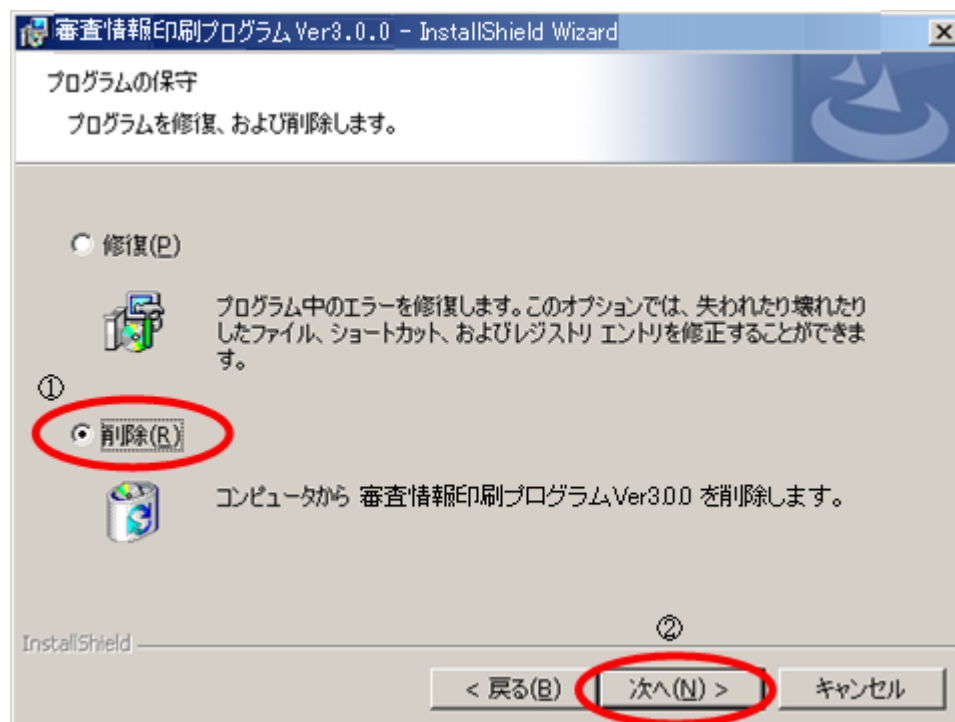 審査情報印刷プログラムVer3.0.0 - InstallShield Wizard
プログラムの保守
プログラムを修復、および削除します。
修復(P)
プログラム中のエラーを修復します。このオプションでは、失われたり壊れたり
したファイル、ショートカット、およびレジストリ エントリを修正することができま
す。
①
削除(R)
コンピュータから 審査情報印刷プログラムVer3.0.0 を削除します。
②
InstallShield
< 戻る(B)
次へ(N) >
キャンセル